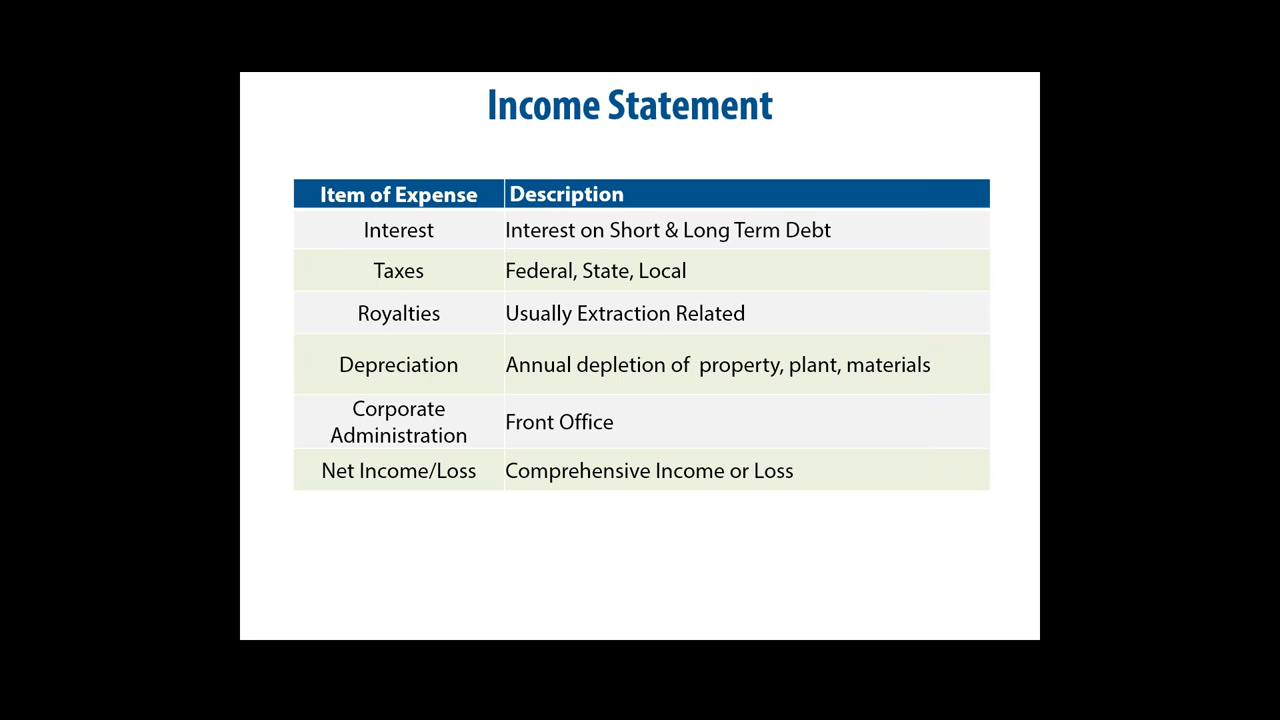 Income Statement
Item of Expense Description
Interest Interest on Short & Long Term Debt
Taxes Federal, State, Local
Royalties Usually Extraction Related
Depreciation Annual depletion of  property, plant, materials
Corporate
Administration Front Office
Net Income/Loss Comprehensive Income or Loss